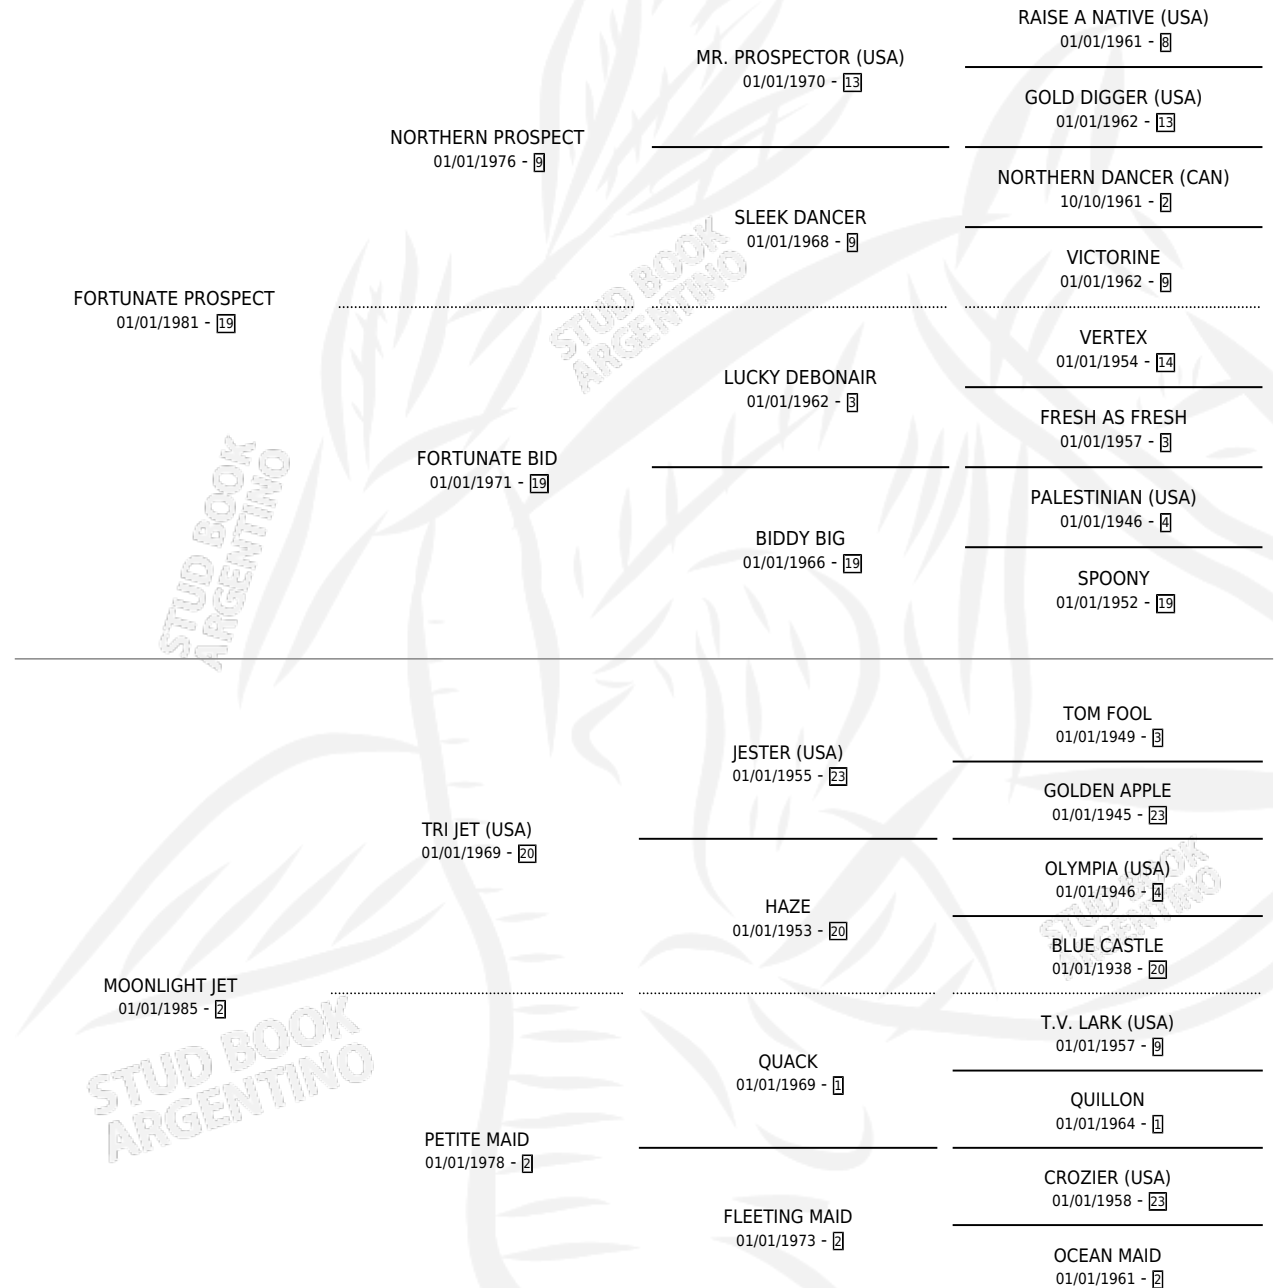 RAISE A NATIVE (USA)
01/01/1961 - 8
MR. PROSPECTOR (USA)
01/01/1970 - 13
GOLD DIGGER (USA)
01/01/1962 - 13
NORTHERN PROSPECT
01/01/1976 - 9
NORTHERN DANCER (CAN)
10/10/1961 - 2
SLEEK DANCER
01/01/1968 - 9
VICTORINE
01/01/1962 - 9
FORTUNATE PROSPECT
01/01/1981 - 19
VERTEX
01/01/1954 - 14
LUCKY DEBONAIR
01/01/1962 - 3
FRESH AS FRESH
01/01/1957 - 3
FORTUNATE BID
01/01/1971 - 19
PALESTINIAN (USA)
01/01/1946 - 4
BIDDY BIG
01/01/1966 - 19
SPOONY
01/01/1952 - 19
TOM FOOL
01/01/1949 - 3
JESTER (USA)
01/01/1955 - 23
GOLDEN APPLE
01/01/1945 - 23
TRI JET (USA)
01/01/1969 - 20
OLYMPIA (USA)
01/01/1946 - 4
HAZE
01/01/1953 - 20
BLUE CASTLE
01/01/1938 - 20
MOONLIGHT JET
01/01/1985 - 2
T.V. LARK (USA)
01/01/1957 - 9
QUACK
01/01/1969 - 1
QUILLON
01/01/1964 - 1
PETITE MAID
01/01/1978 - 2
CROZIER (USA)
01/01/1958 - 23
FLEETING MAID
01/01/1973 - 2
OCEAN MAID
01/01/1961 - 2
STUD BOOK
ARGENTINO
STUD BOOK
ARGENTINO
STUD BOOK
ARGENTINO
STUD BOOK
ARGENTINO